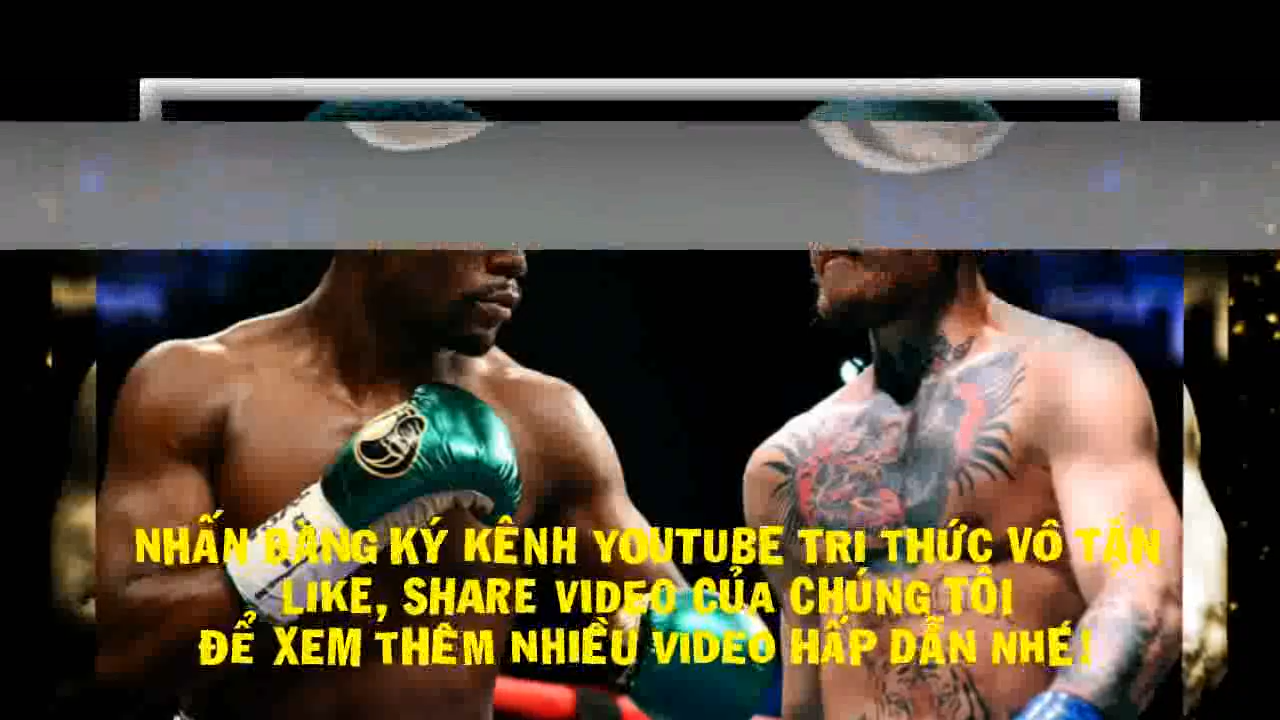 NHẤN ĐĂNG KÝ KÊNH YOUTUBE TRI THỨC VÔ TẬN
LIKE, SHARE VIDEO CỦA CHÚNG TÔI
ĐỂ XEM THÊM NHIỀU VIDEO HẤP DẪN NHÉ!